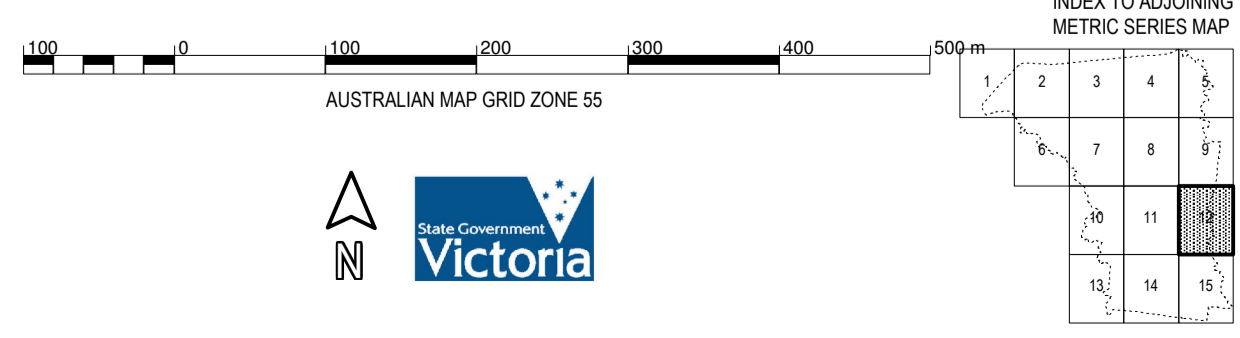 INDEX TO ADJOINING
METRIC SERIES MAP
100 0 100 200 300 400 500 m
AUSTRALIAN MAP GRID ZONE 55
1 2 3 4 5
6 7 8 9
10 11 12
13 14 15
N
State Government
Victoria